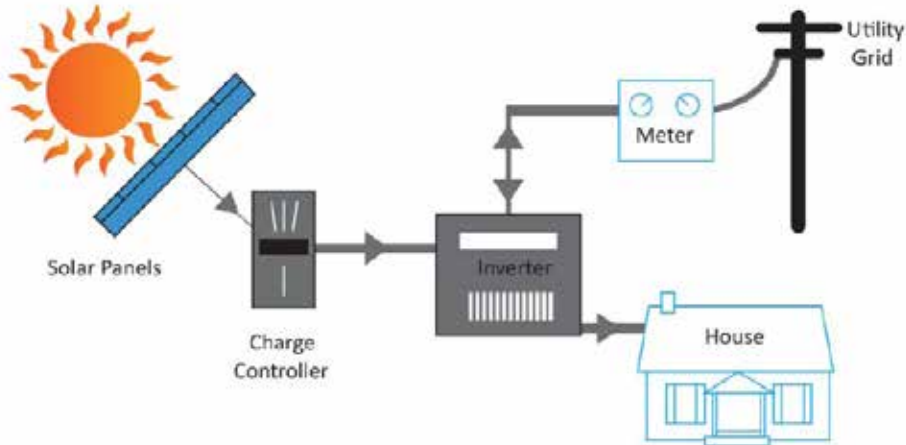 Utility
Grid
Meter
Solar Panels
Inverter
Charge
Controller
House